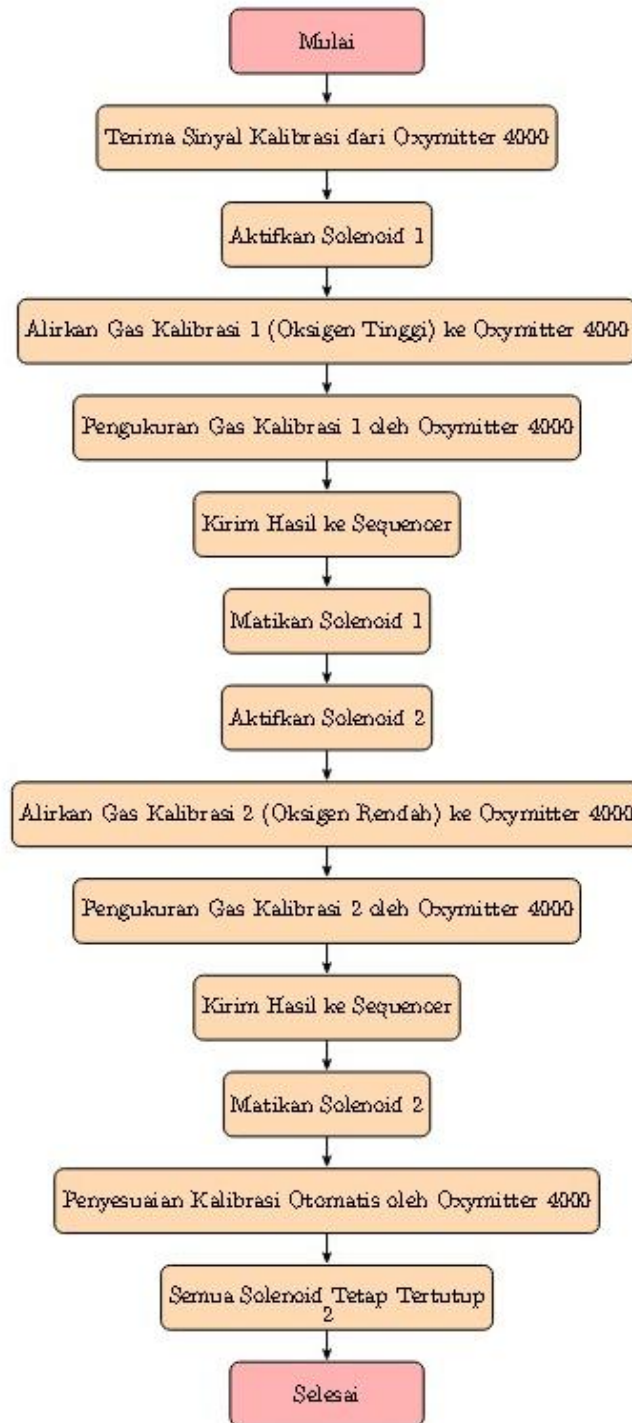 Mulai
Terima Sinyal Kalibrasi dari Oxymitter 4000
Aktifkan Solenoid 1
Alirkan Gas Kalibrasi 1 (Oksigen Tinggi) ke Oxymitter 4000
Pengukuran Gas Kalibrasi 1 oleh Oxymitter 4000
Kirim Hasil ke Sequencer
Matikan Solenoid 1
Aktifkan Solenoid 2
Alirkan Gas Kalibrasi 2 (Oksigen Rendah) ke Oxymitter 4000
Pengukuran Gas Kalibrasi 2 oleh Oxymitter 4000
Kirim Hasil ke Sequencer
Matikan Solenoid 2
Penyesuaian Kalibrasi Otomatis oleh Oxymitter 4000
Semua Solenoid Tetap Tertutup
2
Selesai